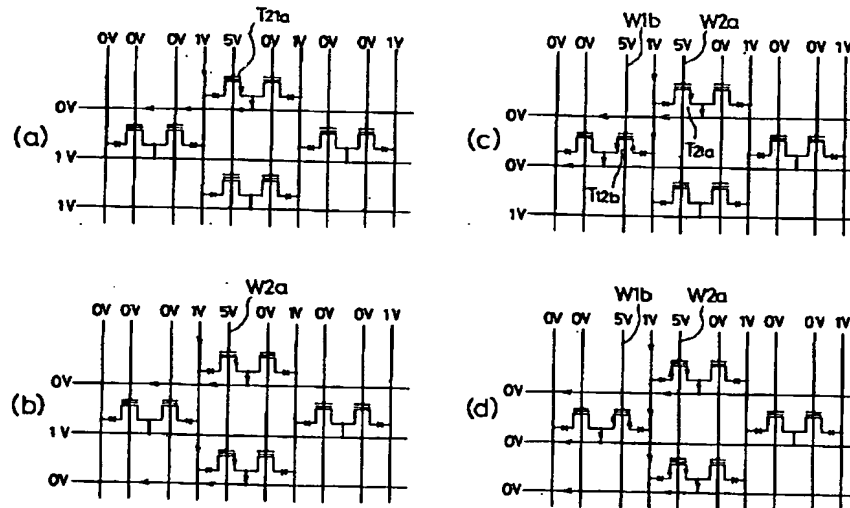 T21a
0V 0V 0V 1V 5V 0V 1V 0V 0V 1V
0V
(a)
1V
1V
W2a
0V 0V 0V 1V 5V 0V 1V 0V 0V 1V
0V
(b)
1V
0V
W1b W2a
0V 0V 5V 1V 5V 0V 1V 0V 0V 1V
0V
T21a
(c)
0V
T12b
1V
W1b W2a
0V 0V 5V 1V 5V 0V 1V 0V 0V 1V
0V
(d)
0V
0V